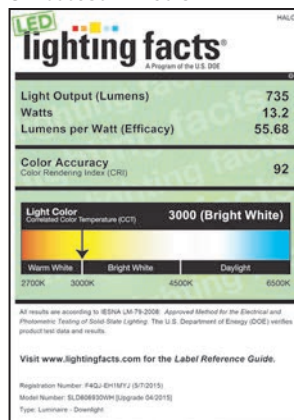 HALO
LED
lighting facts®
A Program of the U.S. DOE
Light Output (Lumens) 735
Watts 13.2
Lumens per Watt (Efficacy) 55.68
Color Accuracy
Color Rendering Index (CRI) 92
Light Color
Correlated Color Temperature (CCT) 3000 (Bright White)
Warm White Bright White Daylight
2700K 3000K 4500K 6500K
All results are according to IESNA LM-79-2008: Approved Method for the Electrical and
Photometric Testing of Solid-State Lighting. The U.S. Department of Energy (DOE) verifies
product test data and results.
Visit www.lightingfacts.com for the Label Reference Guide.
Registration Number: F4QJ-EH1MYJ (5/7/2015)
Model Number: SLD606930WH [Upgrade 04/2015]
Type: Luminaire - Downlight